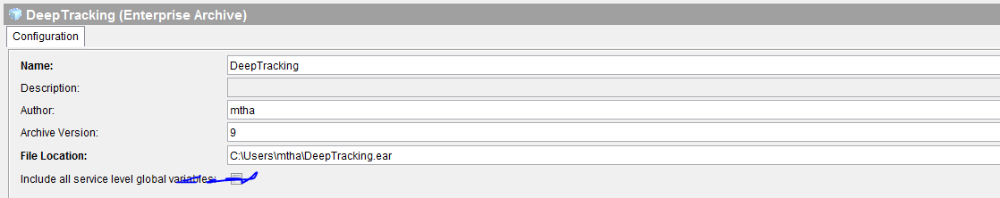 DeepTracking (Enterprise Archive)
Configuration
Name: DeepTracking
Description:
Author: mtha
Archive Version: 9
File Location: C:\Users\mtha\DeepTracking.ear
Include all service level global variables: